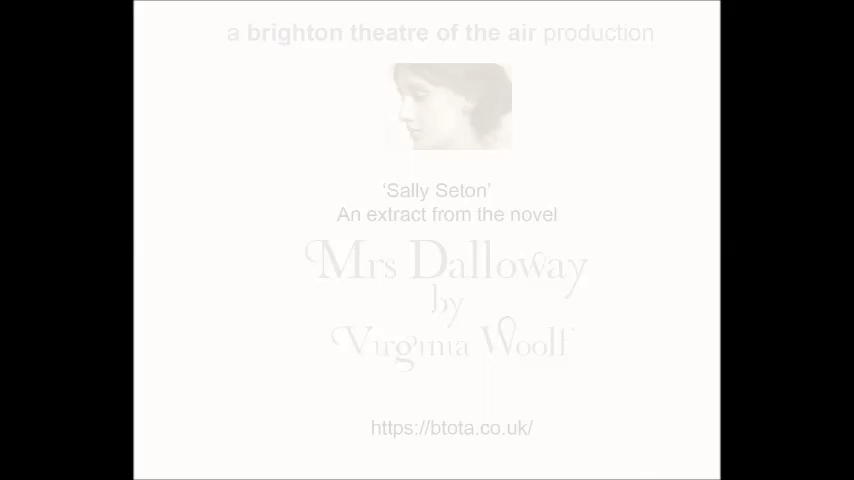 a brighton theatre of the air production
‘Sally Seton’
An extract from the novel
Mrs Dalloway
by
Virginia Woolf
https://btota.co.uk/